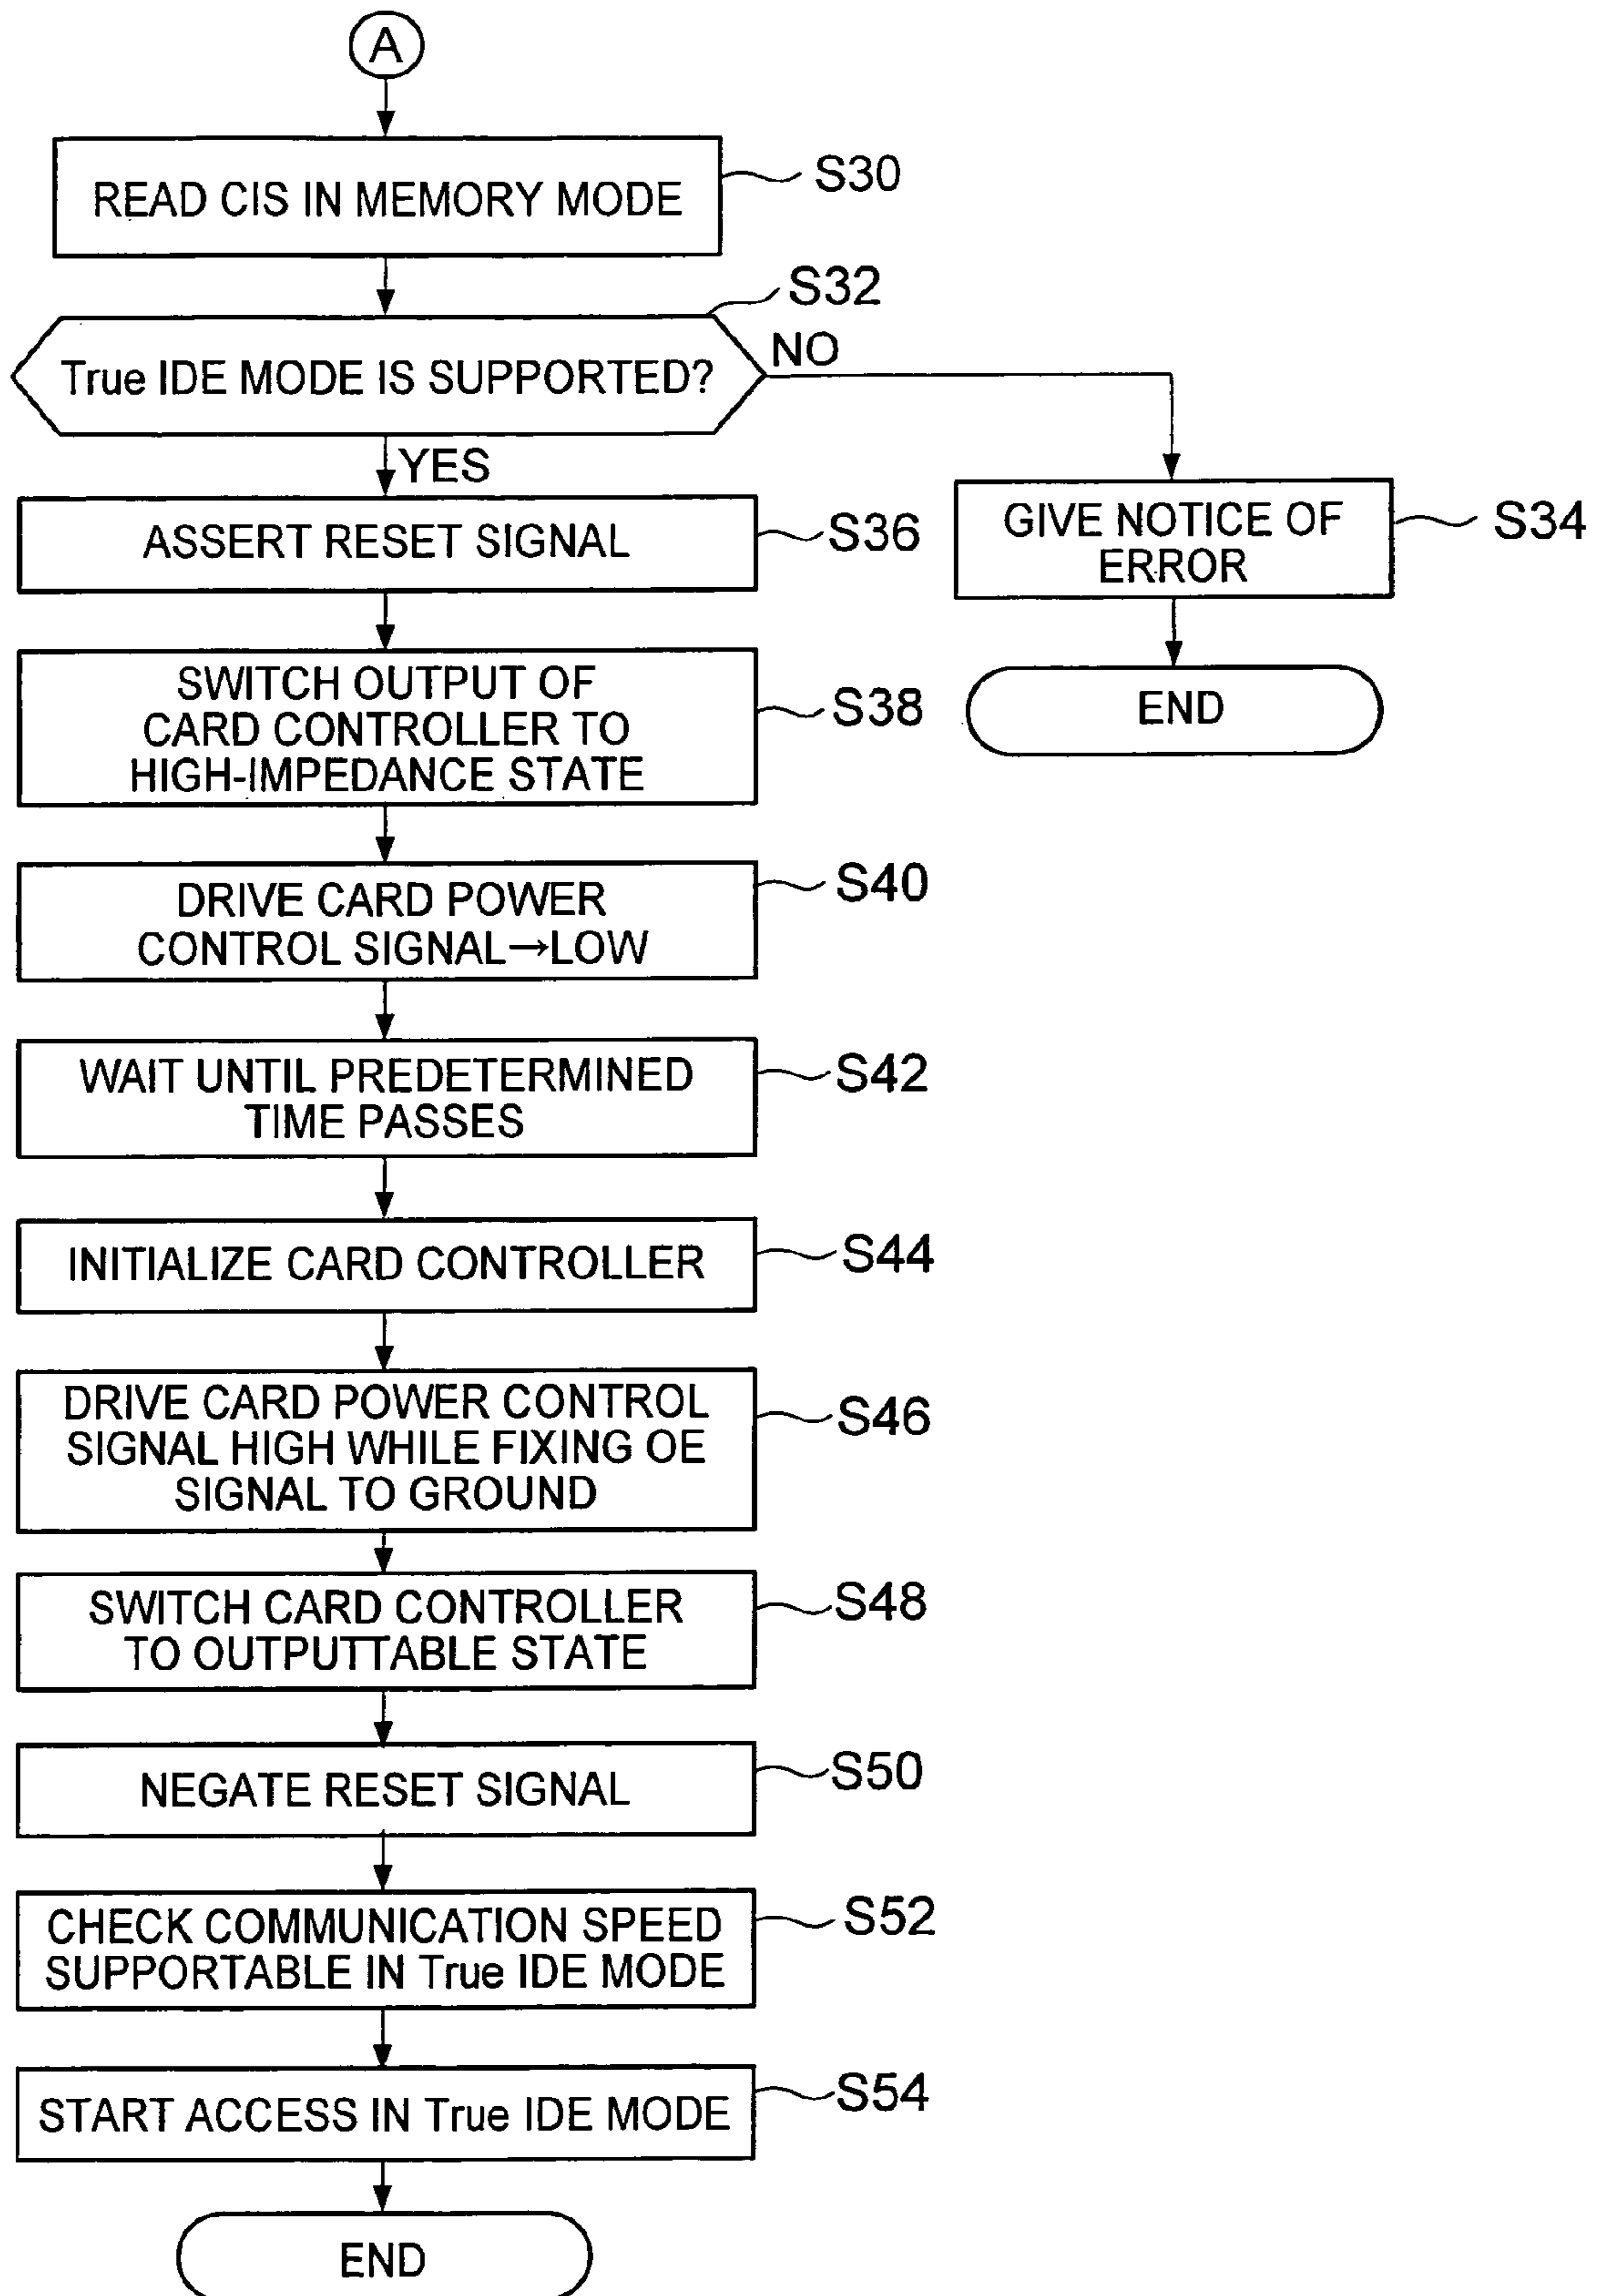 A
READ CIS IN MEMORY MODE
S30
S32
True IDE MODE IS SUPPORTED?
NO
YES
ASSERT RESET SIGNAL
S36
GIVE NOTICE OF
ERROR
S34
SWITCH OUTPUT OF
CARD CONTROLLER TO
HIGH-IMPEDANCE STATE
S38
END
DRIVE CARD POWER
CONTROL SIGNAL→LOW
S40
WAIT UNTIL PREDETERMINED
TIME PASSES
S42
INITIALIZE CARD CONTROLLER
S44
DRIVE CARD POWER CONTROL
SIGNAL HIGH WHILE FIXING OE
SIGNAL TO GROUND
S46
SWITCH CARD CONTROLLER
TO OUTPUTTABLE STATE
S48
NEGATE RESET SIGNAL
S50
CHECK COMMUNICATION SPEED
SUPPORTABLE IN True IDE MODE
S52
START ACCESS IN True IDE MODE
S54
END